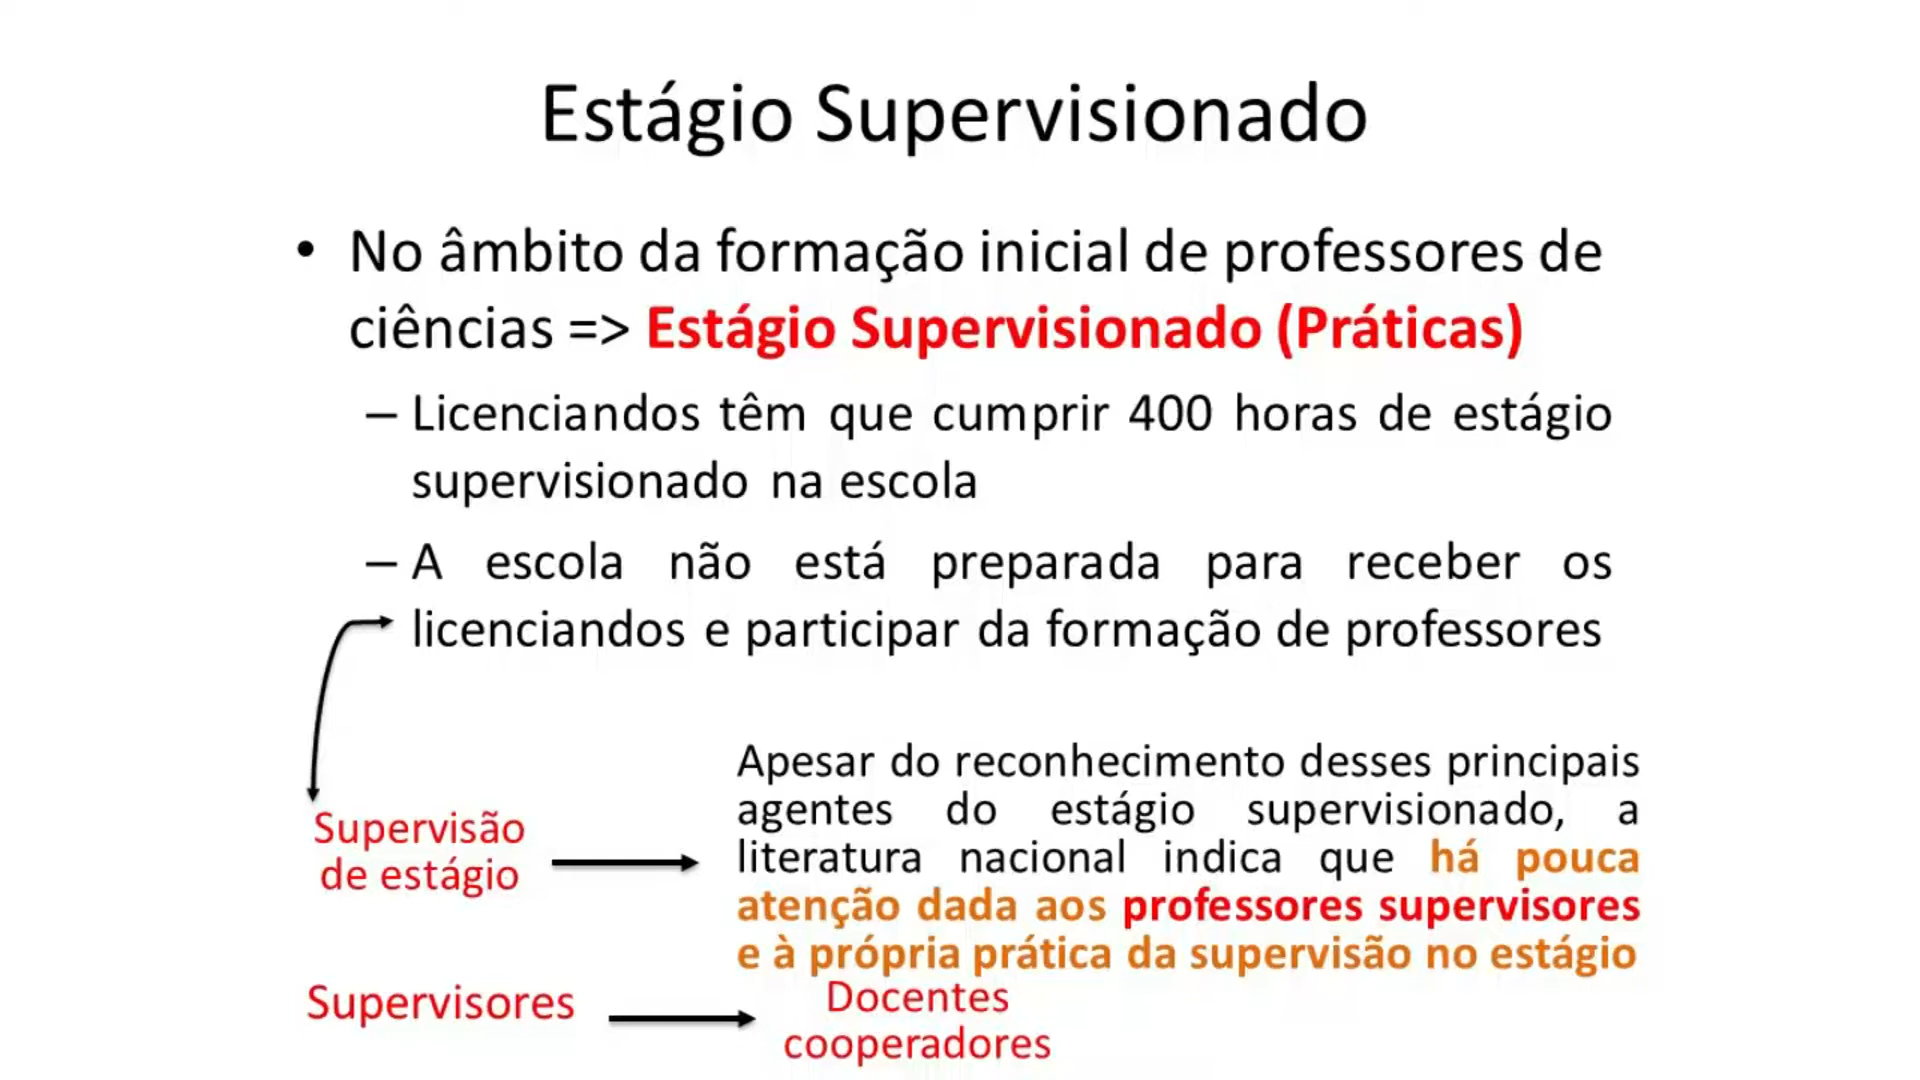 Estágio Supervisionado
• No âmbito da formação inicial de professores de
ciências => Estágio Supervisionado (Práticas)
– Licenciandos têm que cumprir 400 horas de estágio
supervisionado na escola
– A escola não está preparada para receber os
licenciandos e participar da formação de professores
Supervisão
de estágio
Apesar do reconhecimento desses principais
agentes do estágio supervisionado, a
literatura nacional indica que há pouca
atenção dada aos professores supervisores
e à própria prática da supervisão no estágio
Supervisores
Docentes
cooperadores